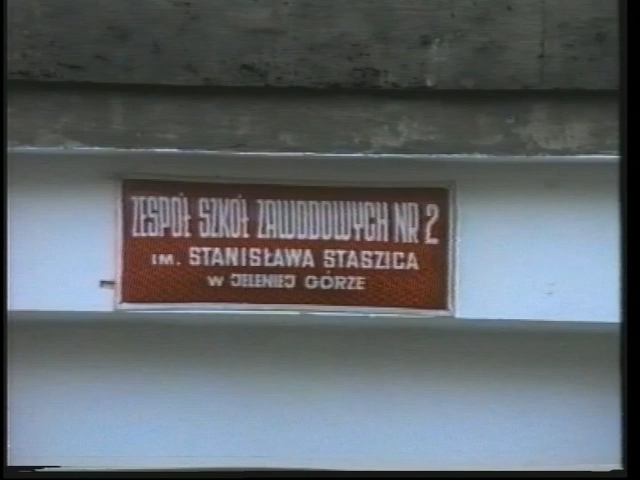 ZESPÓŁ SZKÓŁ ZAWODOWYCH NR 2
IM. STANISŁAWA STASZICA
W JELENIEJ GÓRZE